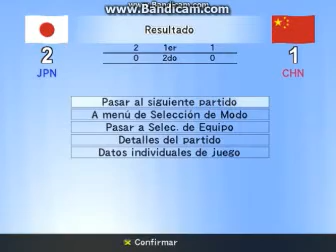 www.Bandicam.com
Resultado
2 1
JPN CHN
2 1er 1
0 2do 0
Pasar al siguiente partido
A menú de Selección de Modo
Pasar a Selec. de Equipo
Detalles del partido
Datos individuales de juego
Confirmar